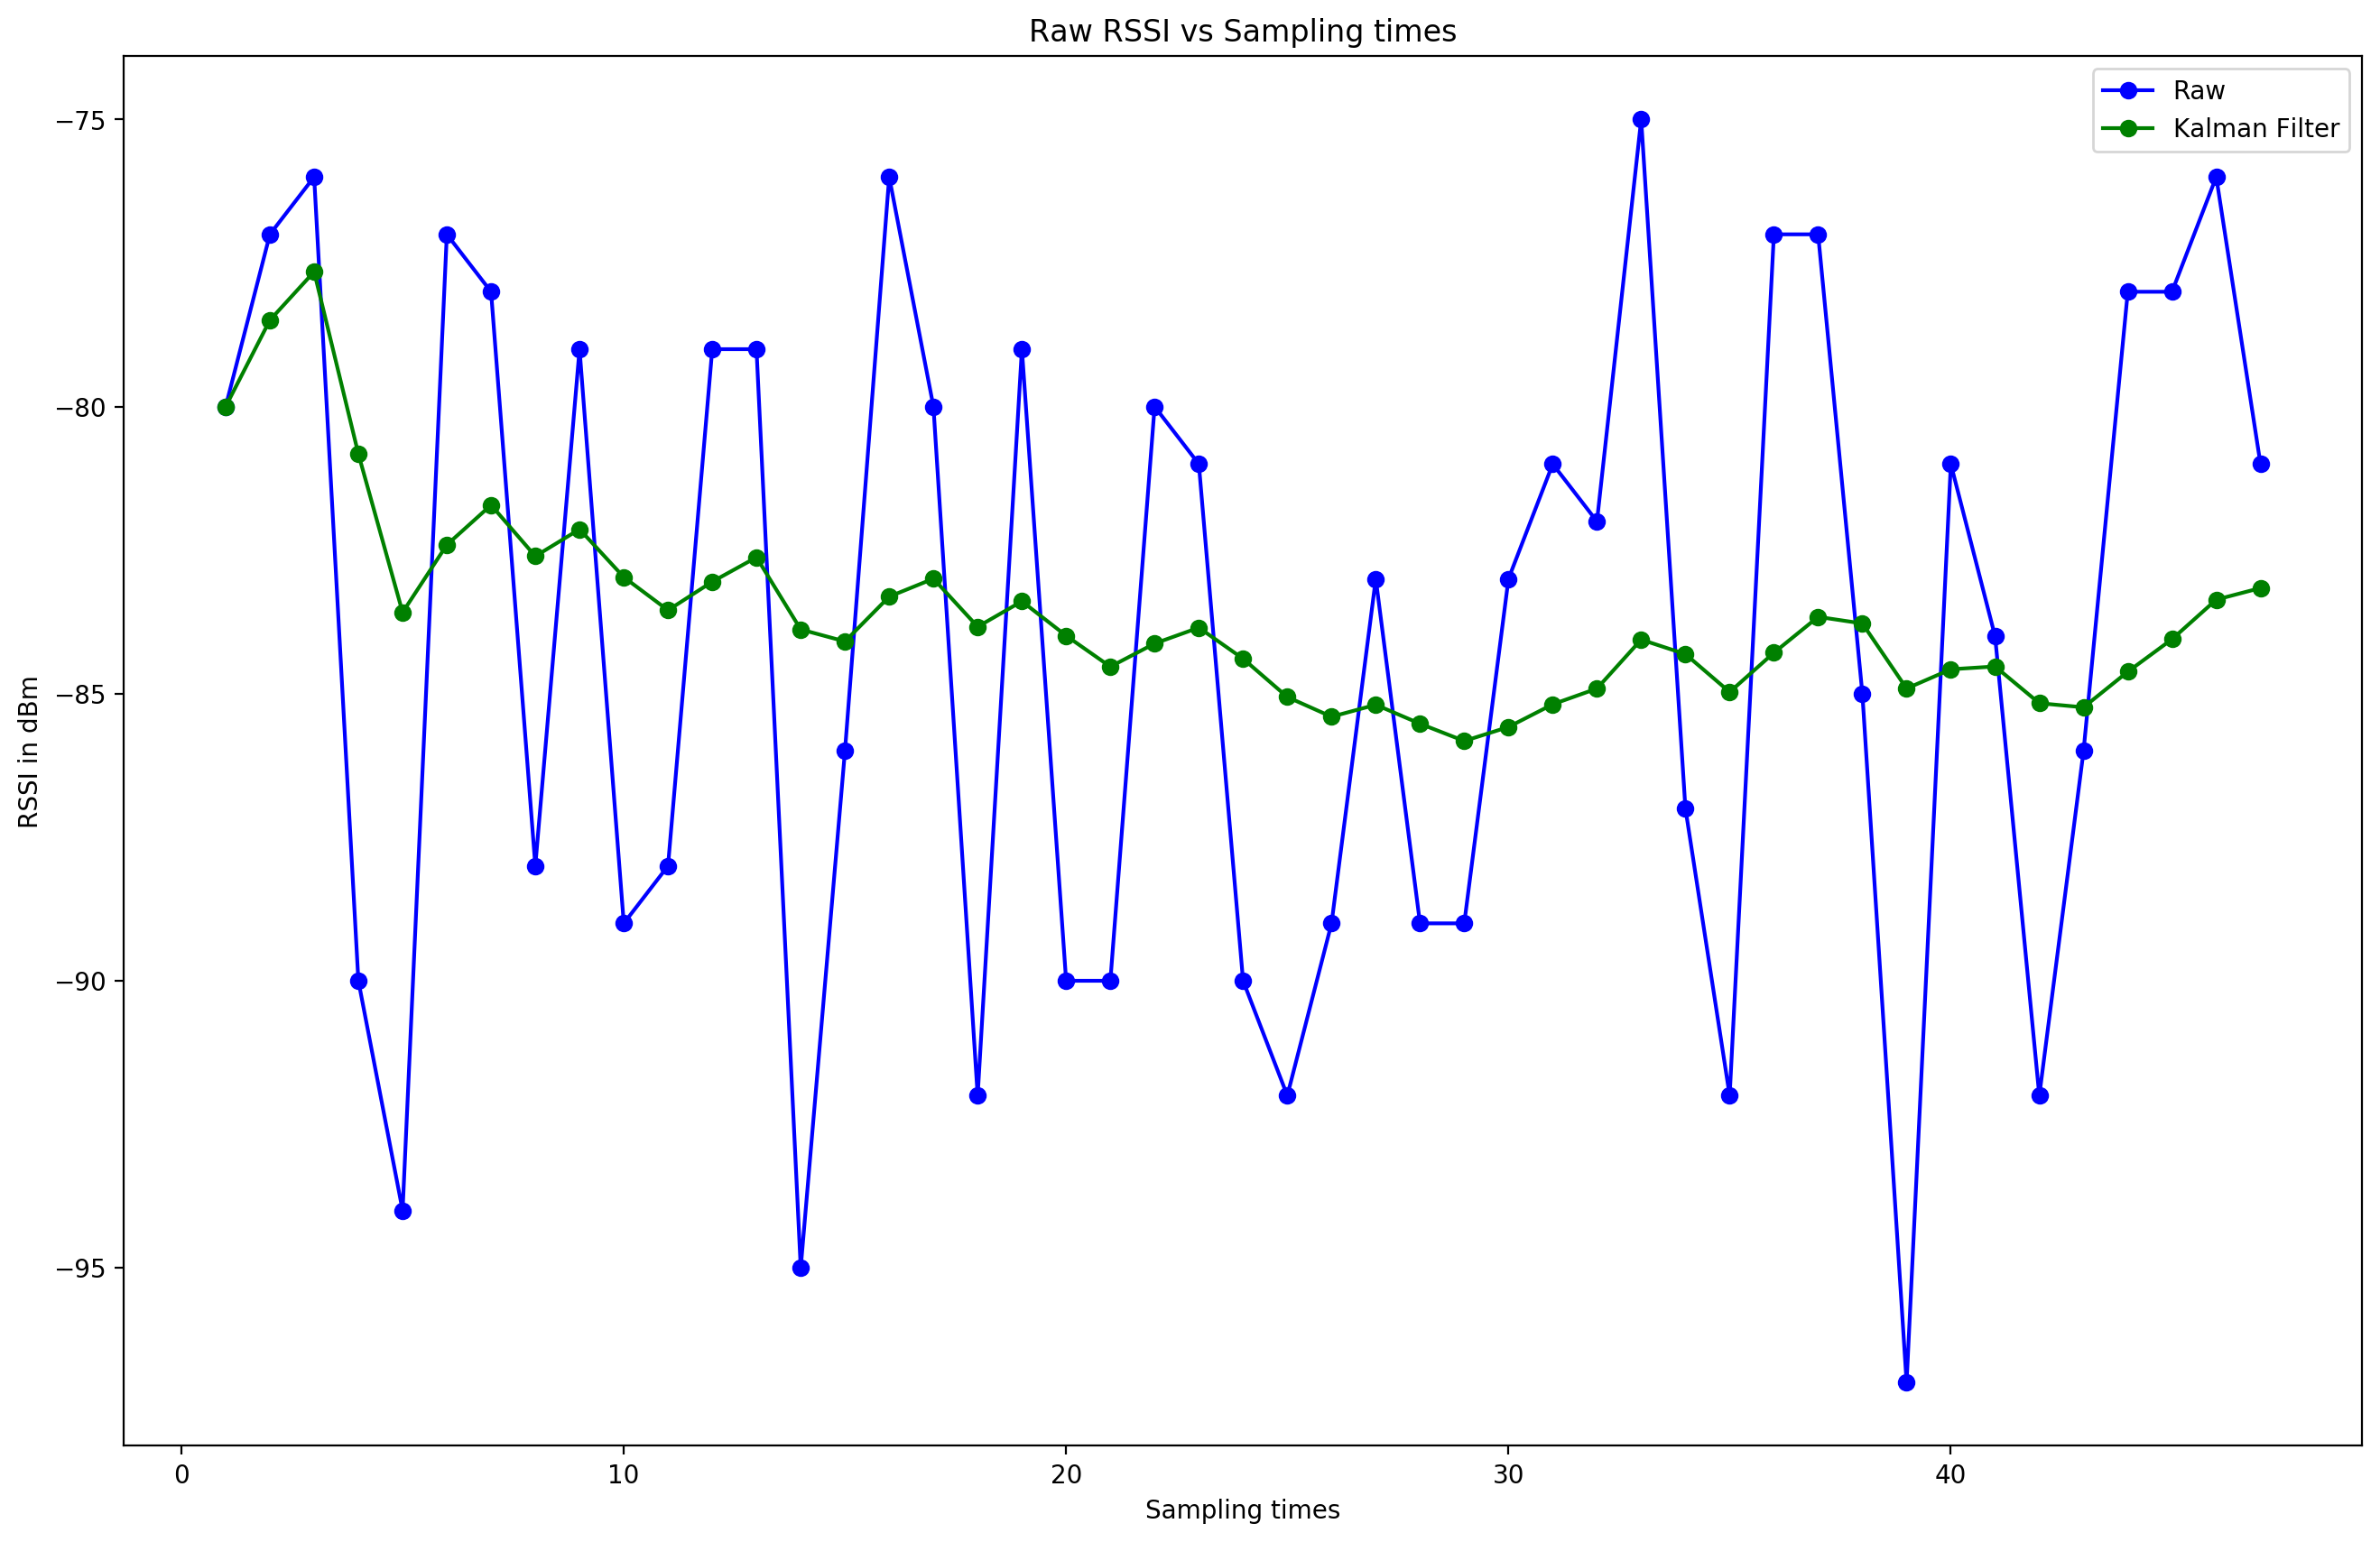 Raw RSSI vs Sampling times
Raw
Kalman Filter
−75
−80
−85
−90
−95
RSSI in dBm
0 10 20 30 40
Sampling times